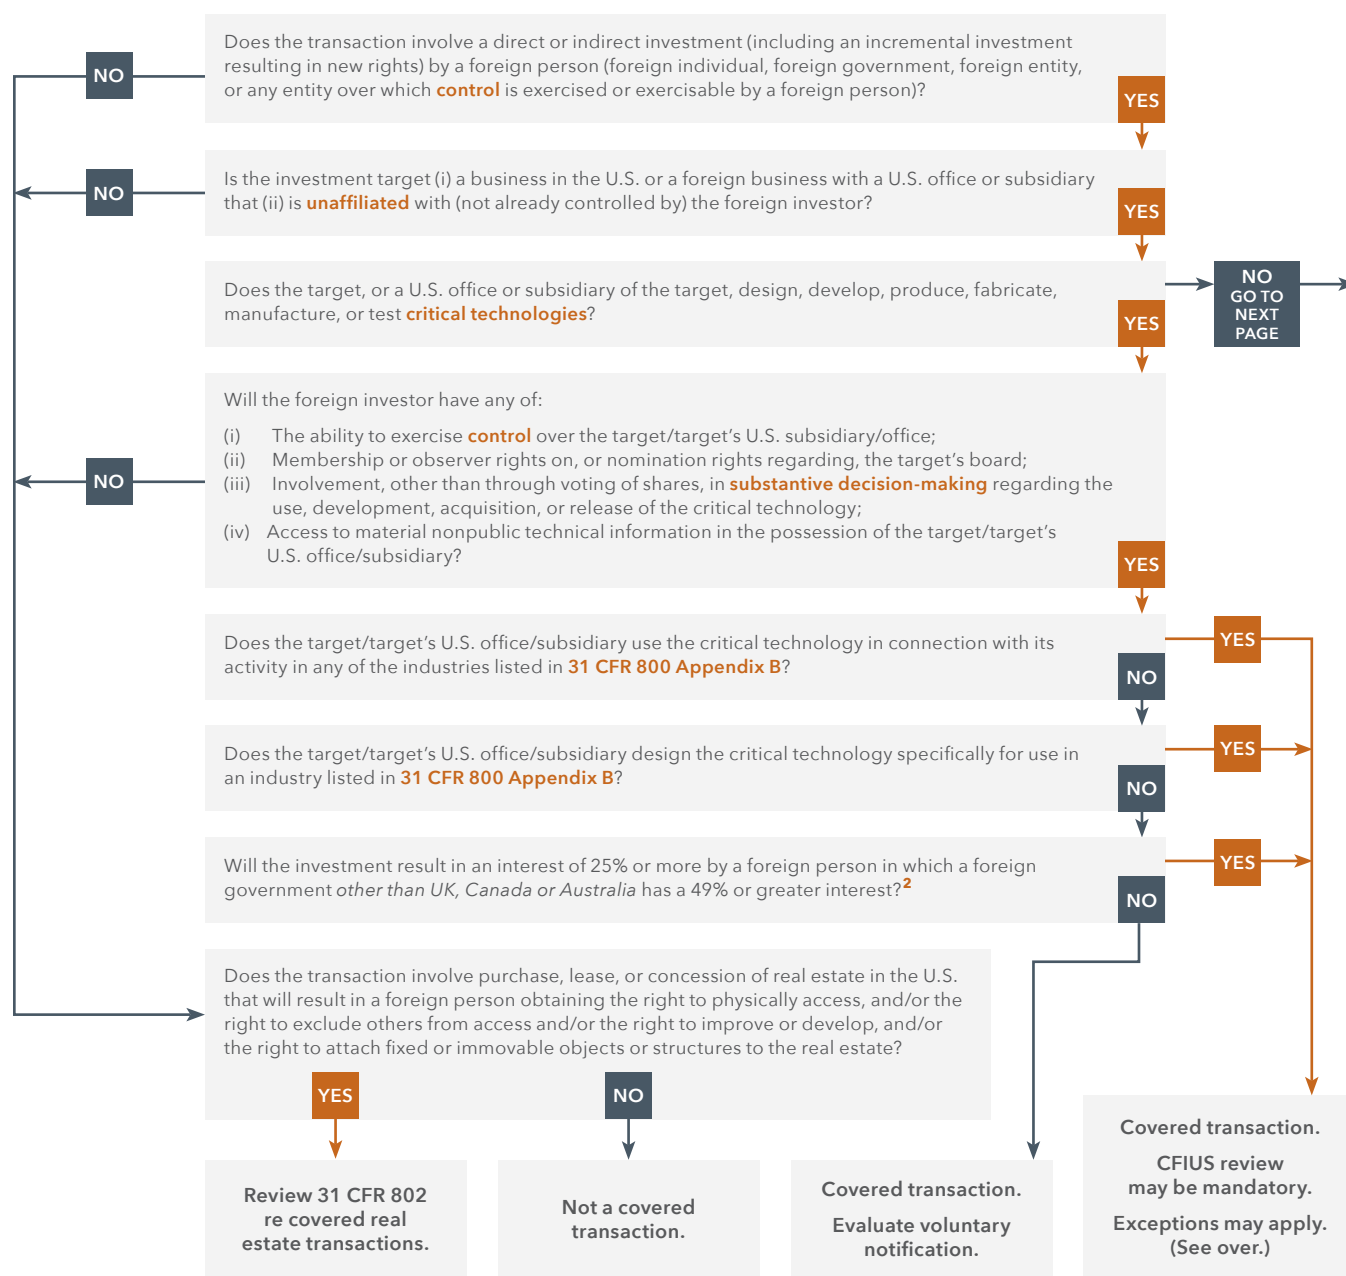 Does the transaction involve a direct or indirect investment (including an incremental investment
resulting in new rights) by a foreign person (foreign individual, foreign government, foreign entity,
or any entity over which control is exercised or exercisable by a foreign person)?
NO
YES
Is the investment target (i) a business in the U.S. or a foreign business with a U.S. office or subsidiary
that (ii) is unaffiliated with (not already controlled by) the foreign investor?
NO
YES
Does the target, or a U.S. office or subsidiary of the target, design, develop, produce, fabricate,
manufacture, or test critical technologies?
YES
NO
GO TO
NEXT
PAGE
Will the foreign investor have any of:
(i) The ability to exercise control over the target/target's U.S. subsidiary/office;
(ii) Membership or observer rights on, or nomination rights regarding, the target's board;
(iii) Involvement, other than through voting of shares, in substantive decision-making regarding the
use, development, acquisition, or release of the critical technology;
(iv) Access to material nonpublic technical information in the possession of the target/target's
U.S. office/subsidiary?
NO
YES
Does the target/target's U.S. office/subsidiary use the critical technology in connection with its
activity in any of the industries listed in 31 CFR 800 Appendix B?
YES
NO
Does the target/target's U.S. office/subsidiary design the critical technology specifically for use in
an industry listed in 31 CFR 800 Appendix B?
YES
NO
Will the investment result in an interest of 25% or more by a foreign person in which a foreign
government other than UK, Canada or Australia has a 49% or greater interest?²
YES
NO
Does the transaction involve purchase, lease, or concession of real estate in the U.S.
that will result in a foreign person obtaining the right to physically access, and/or the
right to exclude others from access and/or the right to improve or develop, and/or
the right to attach fixed or immovable objects or structures to the real estate?
YES
NO
Review 31 CFR 802
re covered real
estate transactions.
Not a covered
transaction.
Covered transaction.
Evaluate voluntary
notification.
Covered transaction.
CFIUS review
may be mandatory.
Exceptions may apply.
(See over.)